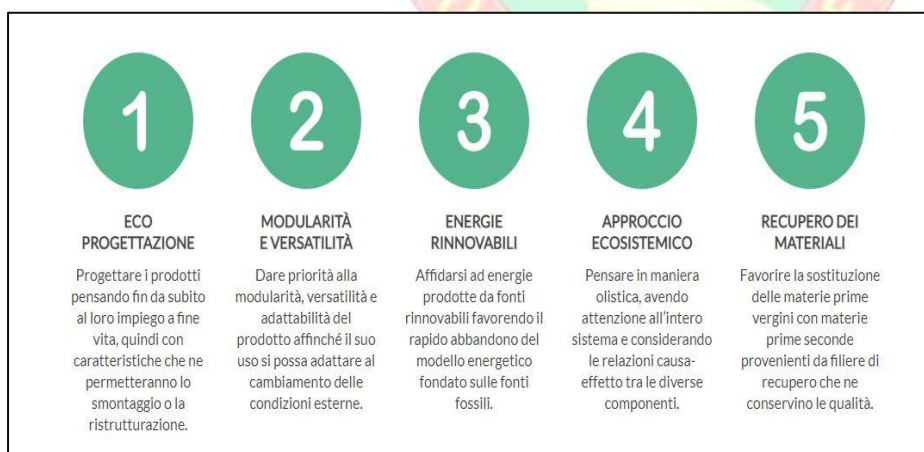 1
ECO
PROGETTAZIONE
Progettare i prodotti
pensando fin da subito
al loro impiego a fine
vita, quindi con
caratteristiche che ne
permetteranno lo
smontaggio o la
ristrutturazione.
2
MODULARITÀ
E VERSATILITÀ
Dare priorità alla
modularità, versatilità e
adattabilità del
prodotto affinché il suo
uso si possa adattare al
cambiamento delle
condizioni esterne.
3
ENERGIE
RINNOVABILI
Affidarsi ad energie
prodotte da fonti
rinnovabili favorendo il
rapido abbandono del
modello energetico
fondato sulle fonti
fossili.
4
APPROCCIO
ECOSISTEMICO
Pensare in maniera
olistica, avendo
attenzione all'intero
sistema e considerando
le relazioni causa-
effetto tra le diverse
componenti.
5
RECUPERO DEI
MATERIALI
Favorire la sostituzione
delle materie prime
vergini con materie
prime seconde
provenienti da filiere di
recupero che ne
conservino le qualità.